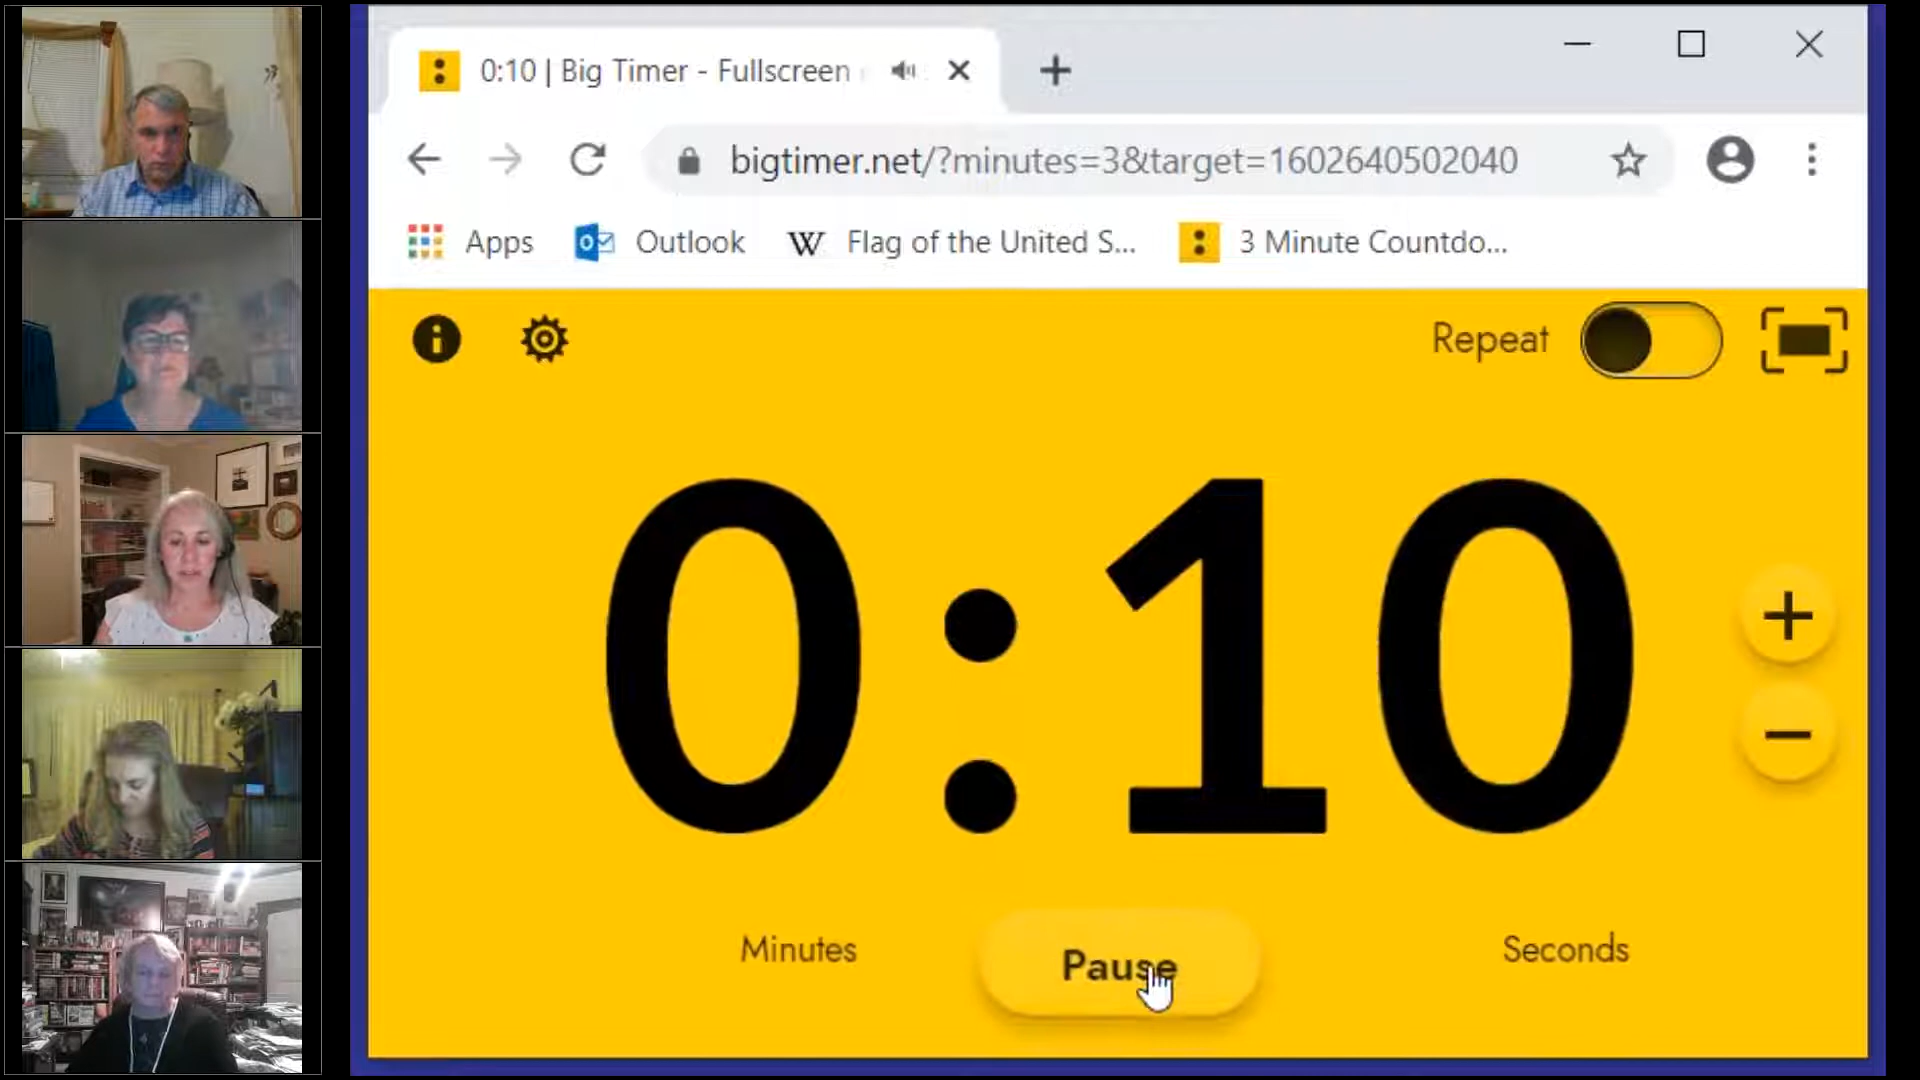 0:10 | Big Timer - Fullscreen
bigtimer.net/?minutes=3&target=1602640502040
Apps
Outlook
W Flag of the United S...
3 Minute Countdo...
Repeat
0:10
Minutes
Pause
Seconds